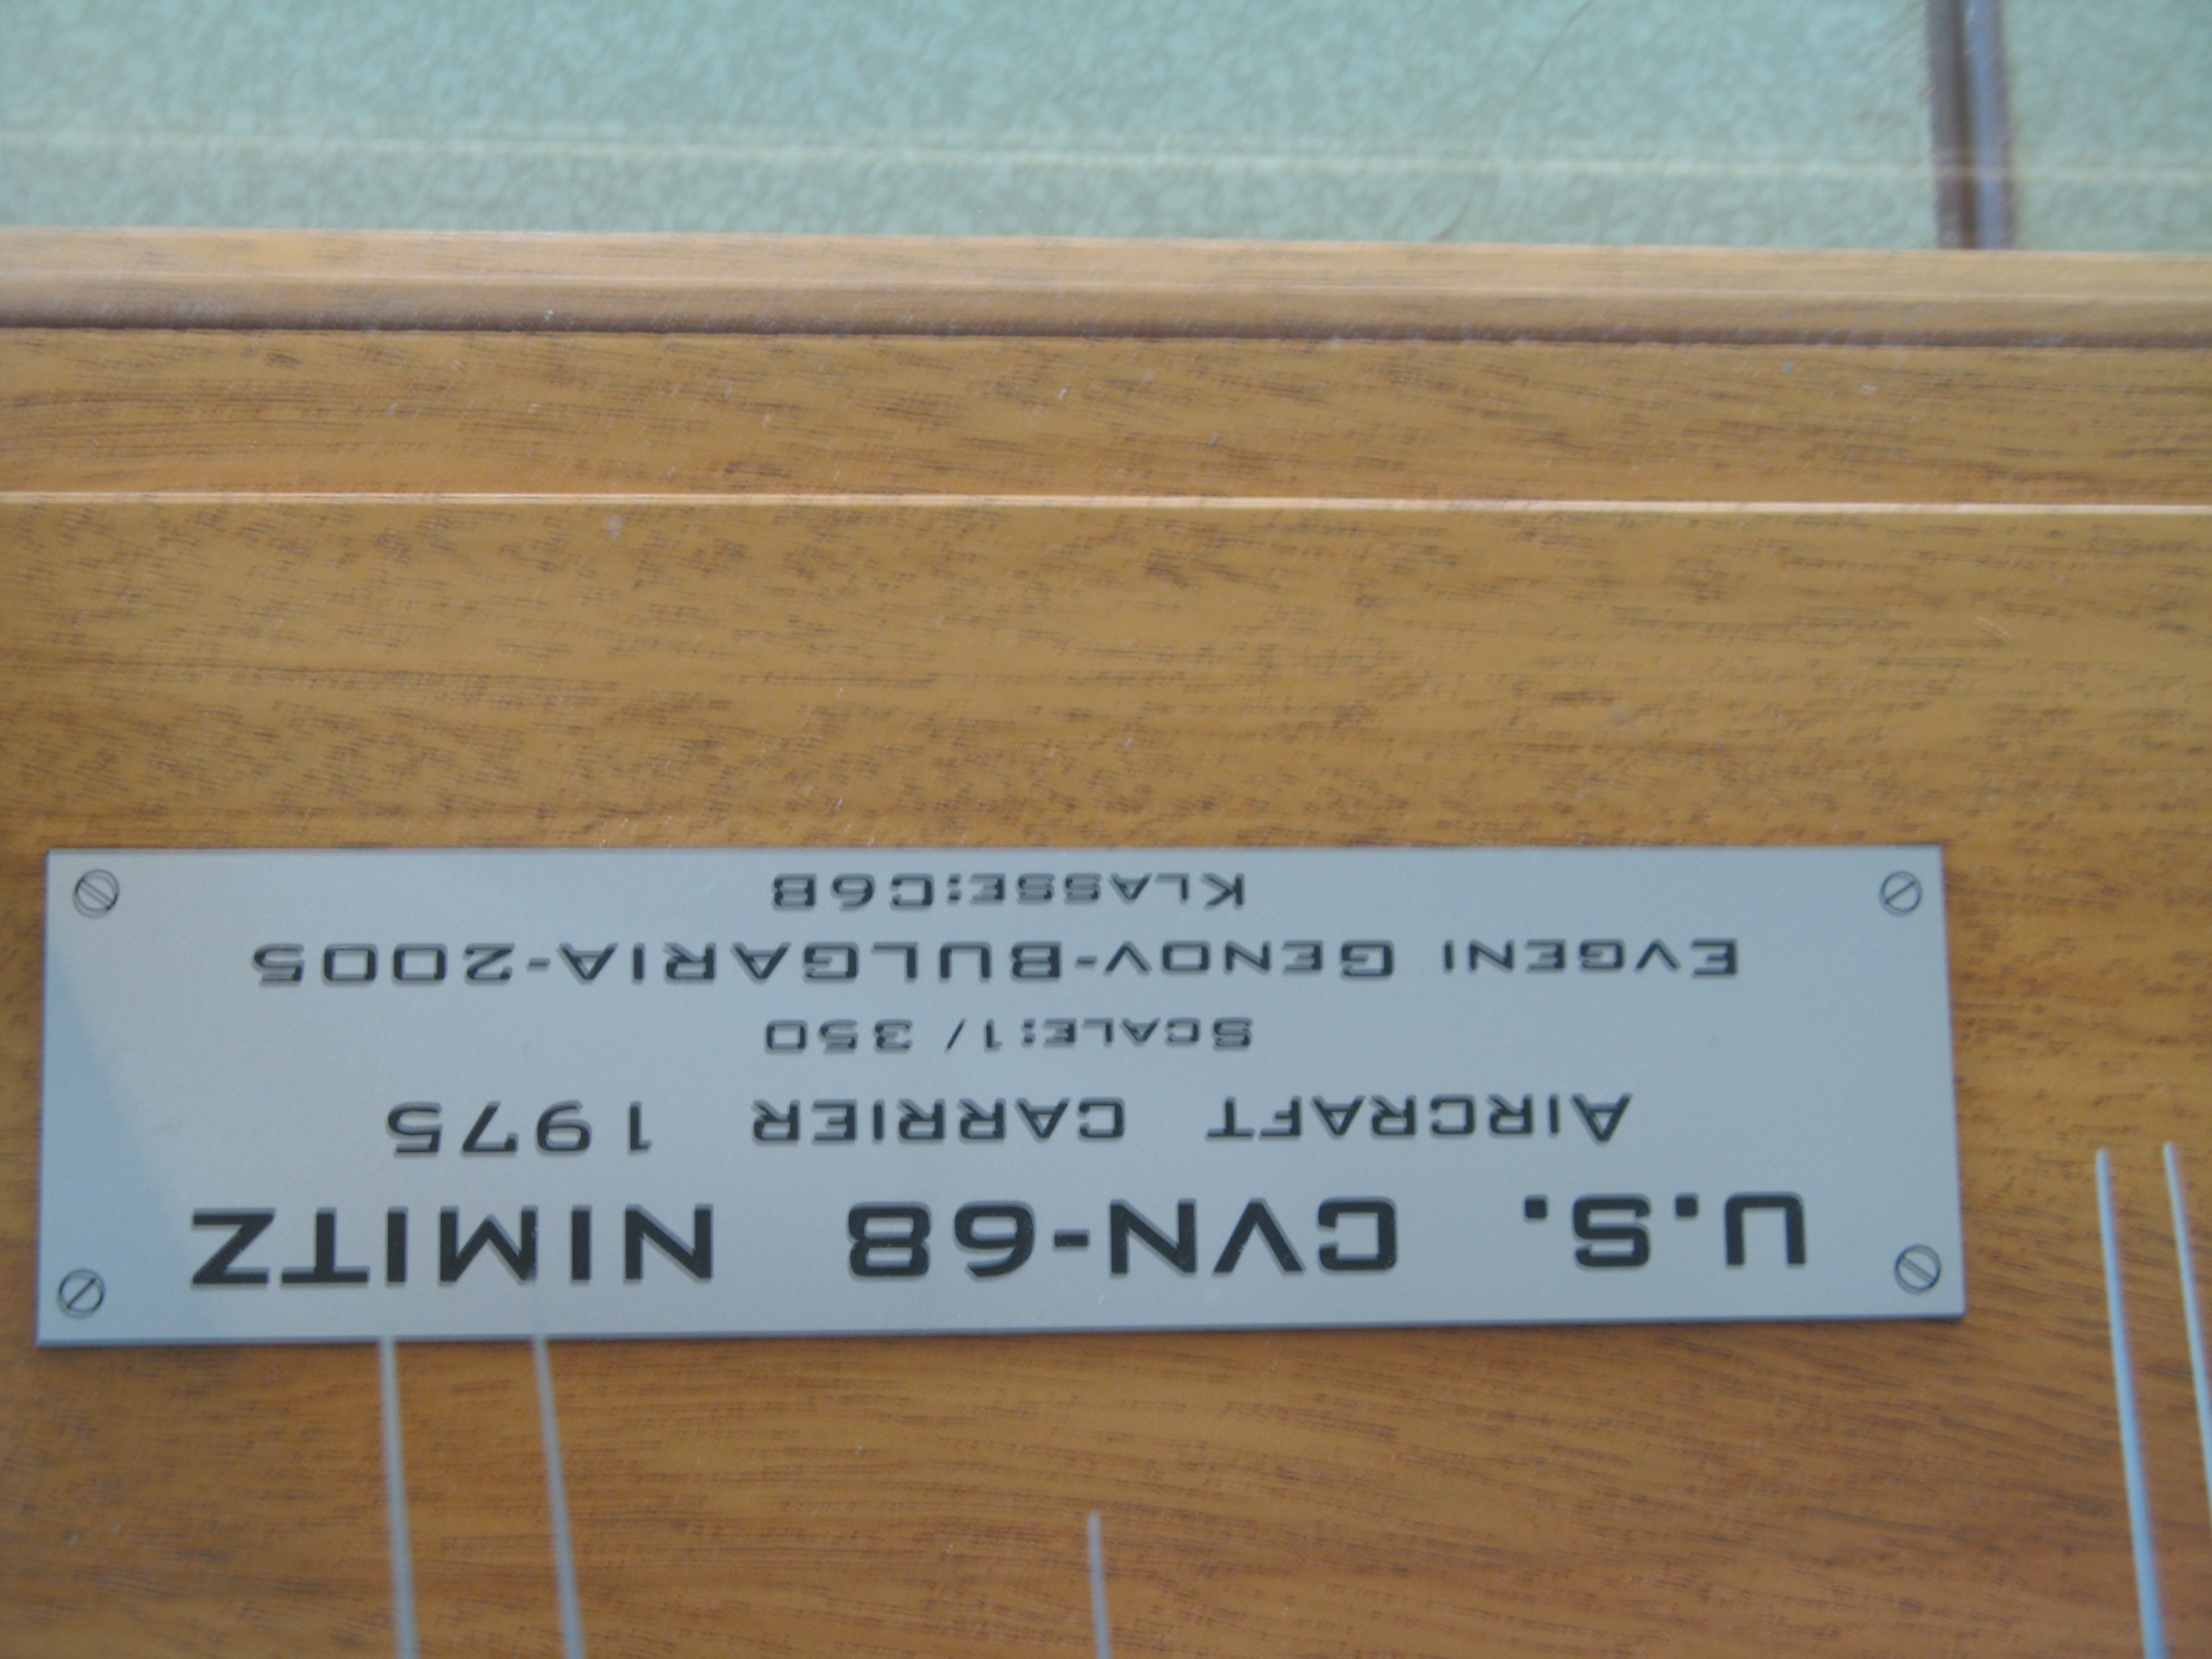 U.S. CVN-68 NIMITZ
AIRCRAFT CARRIER 1975
SCALE:1/ 350
EVGENI GENOV-BULGARIA-2005
KLASSE:C6B